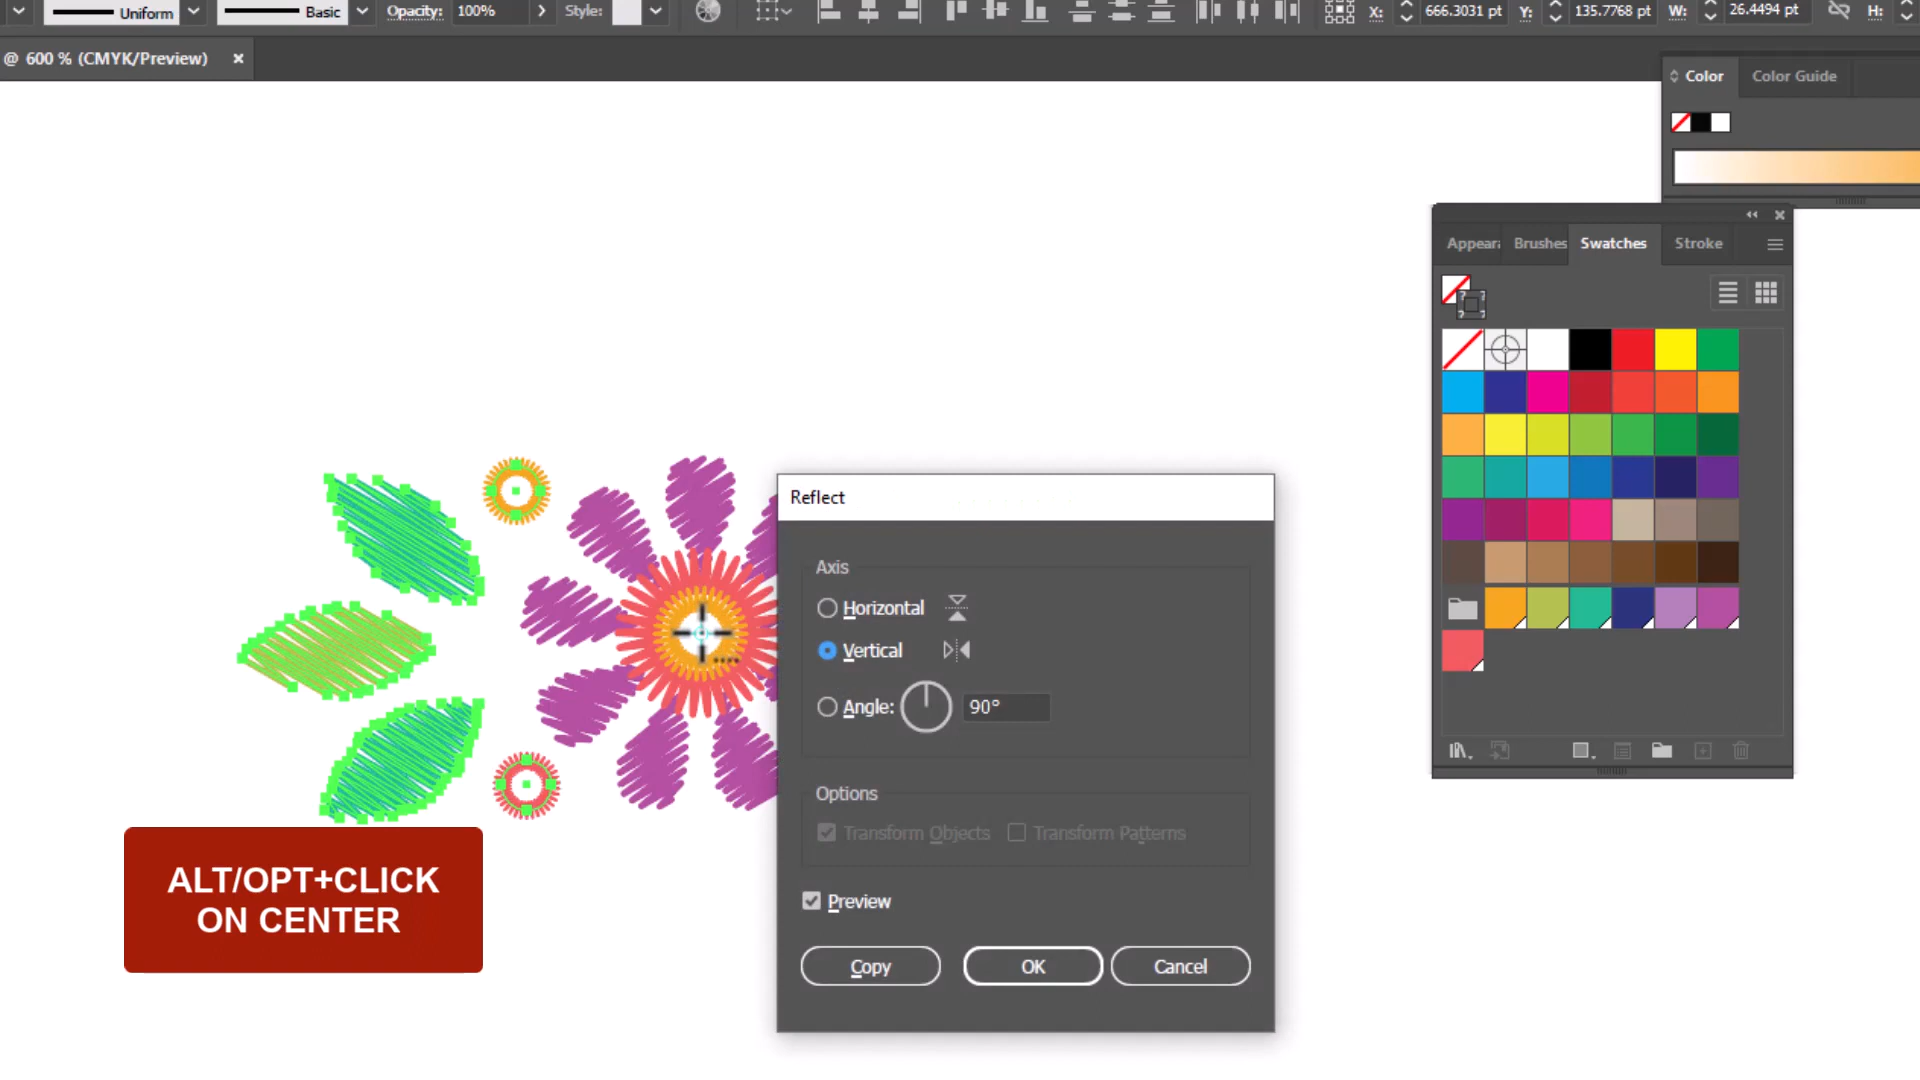 Uniform Basic Opacity: 100% Style: X: 666.3031 pt Y: 135.7768 pt W: 26.4494 pt H:
@ 600 % (CMYK/Preview) ×
Color Color Guide
Appeara Brushes Swatches Stroke
Reflect
Axis
Horizontal
Vertical
Angle: 90°
Options
Transform Objects Transform Patterns
Preview
Copy OK Cancel
ALT/OPT+CLICK
ON CENTER